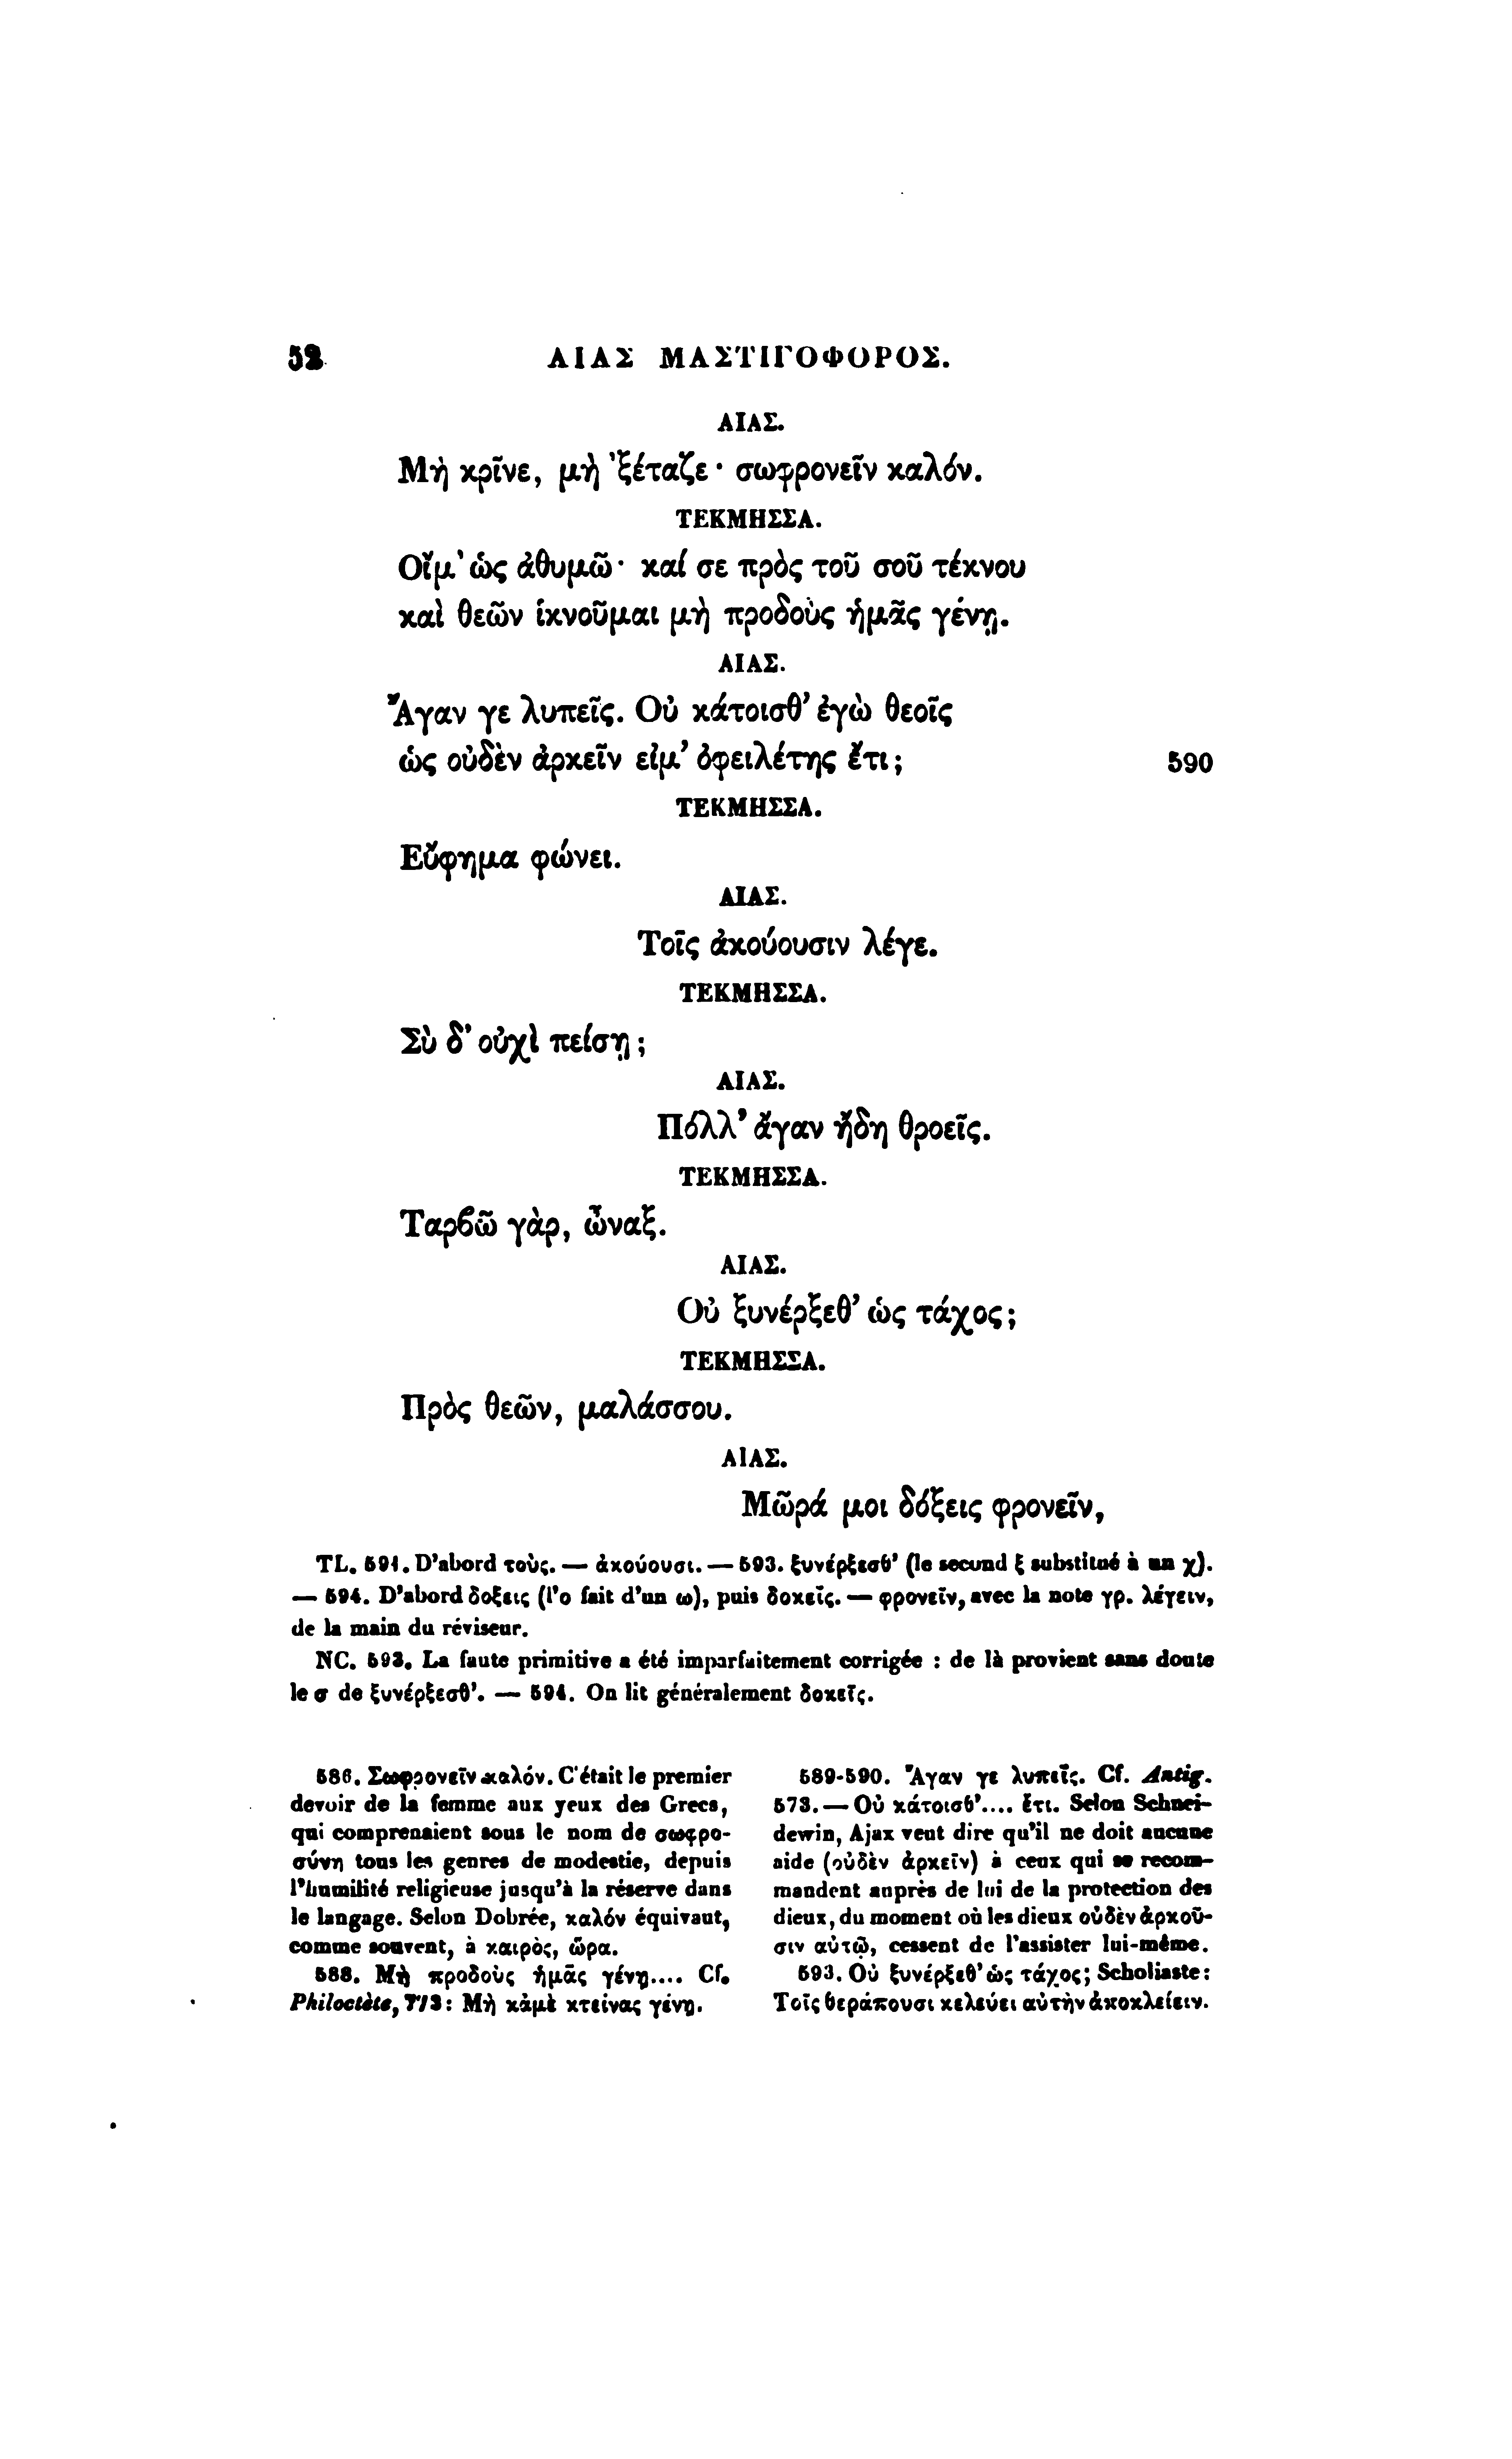 52 ΑΙΑΣ ΜΑΣΤΙΓΟΦΟΡΟΣ.
ΑΙΑΣ.
Μὴ κρῖνε, μὴ ’ξέταζε· σωφρονεῖν καλόν.
ΤΕΚΜΗΣΣΑ.
Οἴμ’ ὡς ἀθυμῶ· καί σε πρὸς τοῦ σοῦ τέκνου
καὶ θεῶν ἱκνοῦμαι μὴ προδοὺς ἡμᾶς γένῃ.
ΑΙΑΣ.
Ἄγαν γε λυπεῖς. Οὐ κάτοισθ’ ἐγὼ θεοῖς
ὡς οὐδὲν ἀρκεῖν εἰμ’ ὀφειλέτης ἔτι; 590
ΤΕΚΜΗΣΣΑ.
Εὔφημα φώνει.
ΑΙΑΣ.
Τοῖς ἀκούουσιν λέγε.
ΤΕΚΜΗΣΣΑ.
Σὺ δ’ οὐχὶ πείσῃ;
ΑΙΑΣ.
Πόλλ’ ἄγαν ἤδη θροεῖς.
ΤΕΚΜΗΣΣΑ.
Ταρϐῶ γὰρ, ὦναξ.
ΑΙΑΣ.
Οὐ ξυνέρξεθ’ ὡς τάχος;
ΤΕΚΜΗΣΣΑ.
Πρὸς θεῶν, μαλάσσου.
ΑΙΑΣ.
Μῶρά μοι δόξεις φρονεῖν,
TL. 591. D’abord τοὺς. — ἀκούουσι. — 593. ξυνέρξεσθ’ (le second ξ substitué à un χ).
— 594. D’abord δοξεις (l’ο fait d’un ω), puis δοκεῖς. — φρονεῖν, avec la note γρ. λέγειν,
de la main du réviseur.
NC. 593. La faute primitive a été imparfaitement corrigée : de là provient sans doute
le σ de ξυνέρξεσθ’. — 594. On lit généralement δοκεῖς.
586. Σωφρονεῖν καλόν. C’était le premier
devoir de la femme aux yeux des Grecs,
qui comprenaient sous le nom de σωφρο-
σύνη tous les genres de modestie, depuis
l’humilité religieuse jusqu’à la réserve dans
le langage. Selon Dobrée, καλόν équivaut,
comme souvent, à καιρὸς, ὥρα.
588. Μὴ προδοὺς ἡμᾶς γένῃ.... Cf.
Philoctète, 773: Μὴ κἀμὲ κτείνας γένῃ.
589-590. Ἄγαν γε λυπεῖς. Cf. Antig.
573. — Οὐ κάτοισθ’.... ἔτι. Selon Schnei-
dewin, Ajax veut dire qu’il ne doit aucune
aide (οὐδὲν ἀρκεῖν) à ceux qui se recom-
mandent auprès de lui de la protection des
dieux, du moment où les dieux οὐδὲν ἀρκοῦ-
σιν αὐτῷ, cessent de l’assister lui-même.
593. Οὐ ξυνέρξεθ’ ὡς τάχος; Scholiaste:
Τοῖς θεράπουσι κελεύει αὐτὴν ἀποκλείειν.